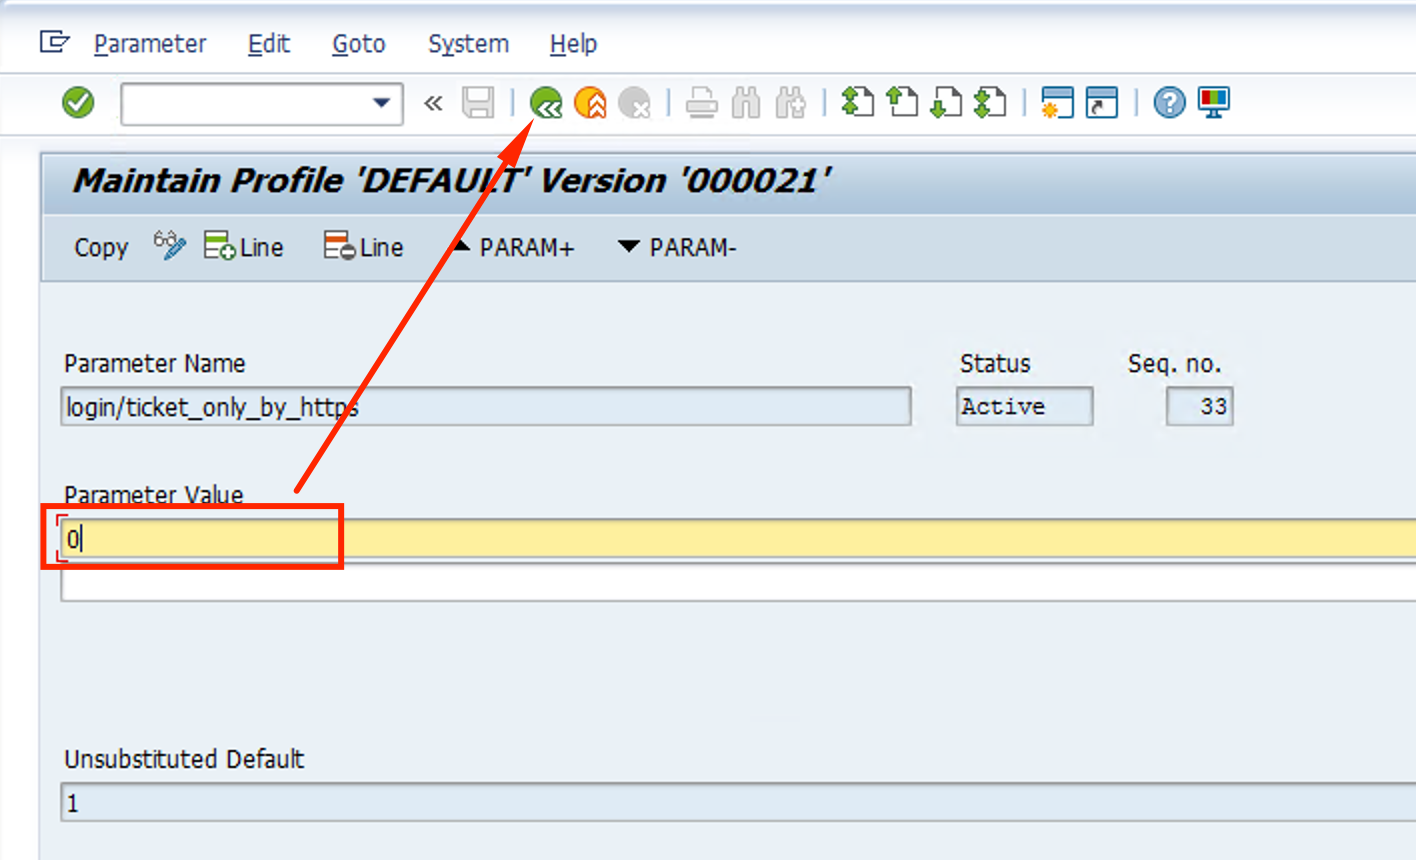 Parameter Edit Goto System Help
Maintain Profile 'DEFAULT' Version '000021'
Copy Line Line PARAM+ PARAM-
Parameter Name Status Seq. no.
login/ticket_only_by_https Active 33
Parameter Value
0
Unsubstituted Default
1